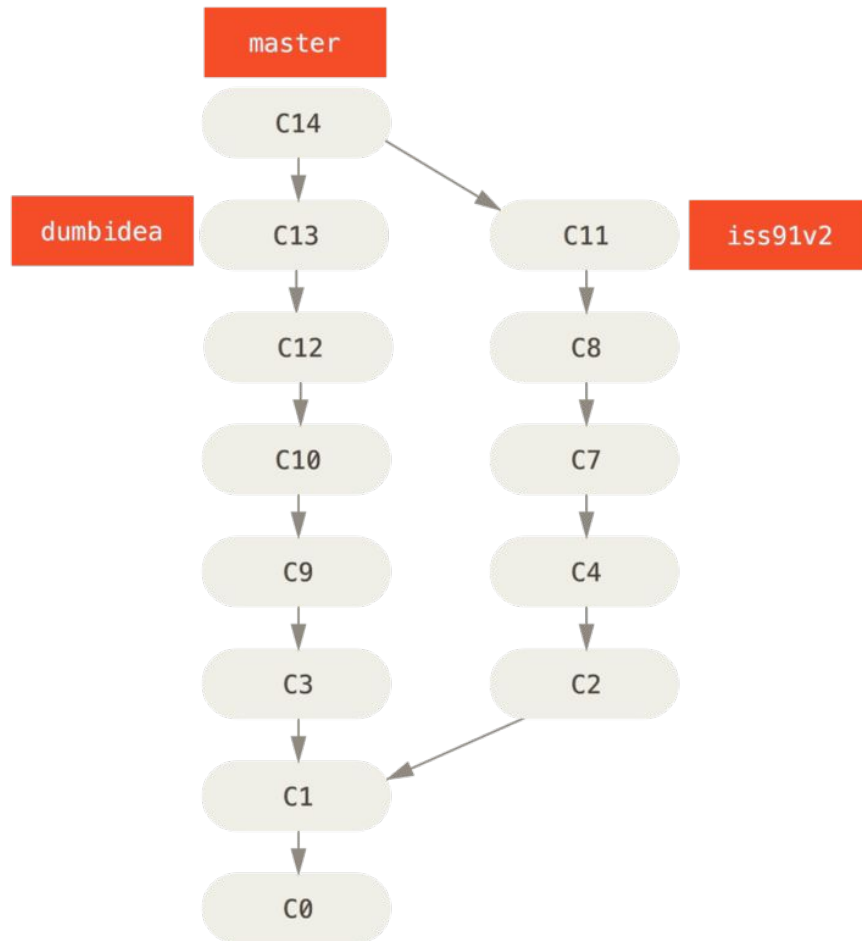 master
C14
dumbidea C13 C11 iss91v2
C12 C8
C10 C7
C9 C4
C3 C2
C1
C0